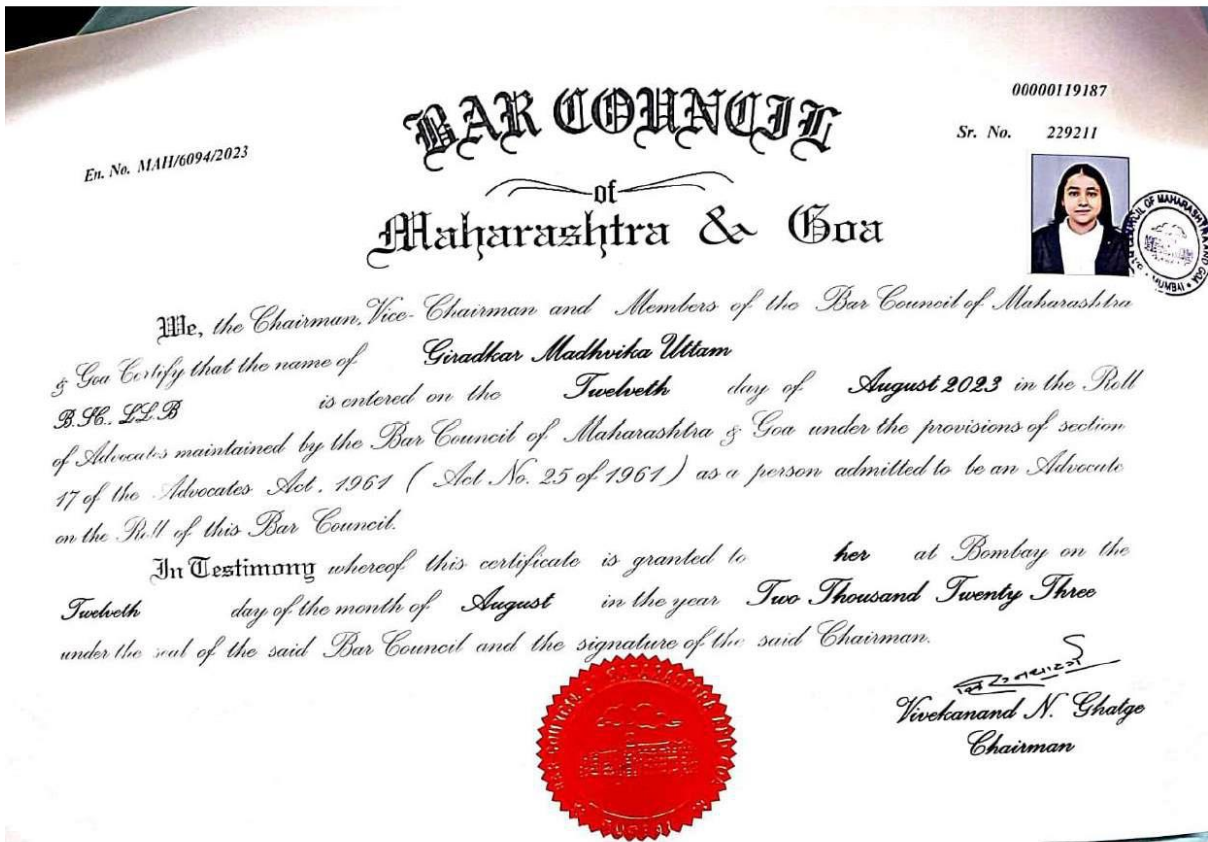 00000119187
BAR COUNCIL
Sr. No. 229211
En. No. MAH/6094/2023
of
Maharashtra & Goa
We, the Chairman, Vice-Chairman and Members of the Bar Council of Maharashtra
& Goa Certify that the name of Giradkar Madhvika Uttam
B.SC., LL.B is entered on the Twelveth day of August 2023 in the Roll
of Advocates maintained by the Bar Council of Maharashtra & Goa under the provisions of section
17 of the Advocates Act, 1961 ( Act No. 25 of 1961 ) as a person admitted to be an Advocate
on the Roll of this Bar Council.
In Testimony whereof this certificate is granted to her at Bombay on the
Twelveth day of the month of August in the year Two Thousand Twenty Three
under the seal of the said Bar Council and the signature of the said Chairman.
Vivekanand N. Ghatge
Chairman